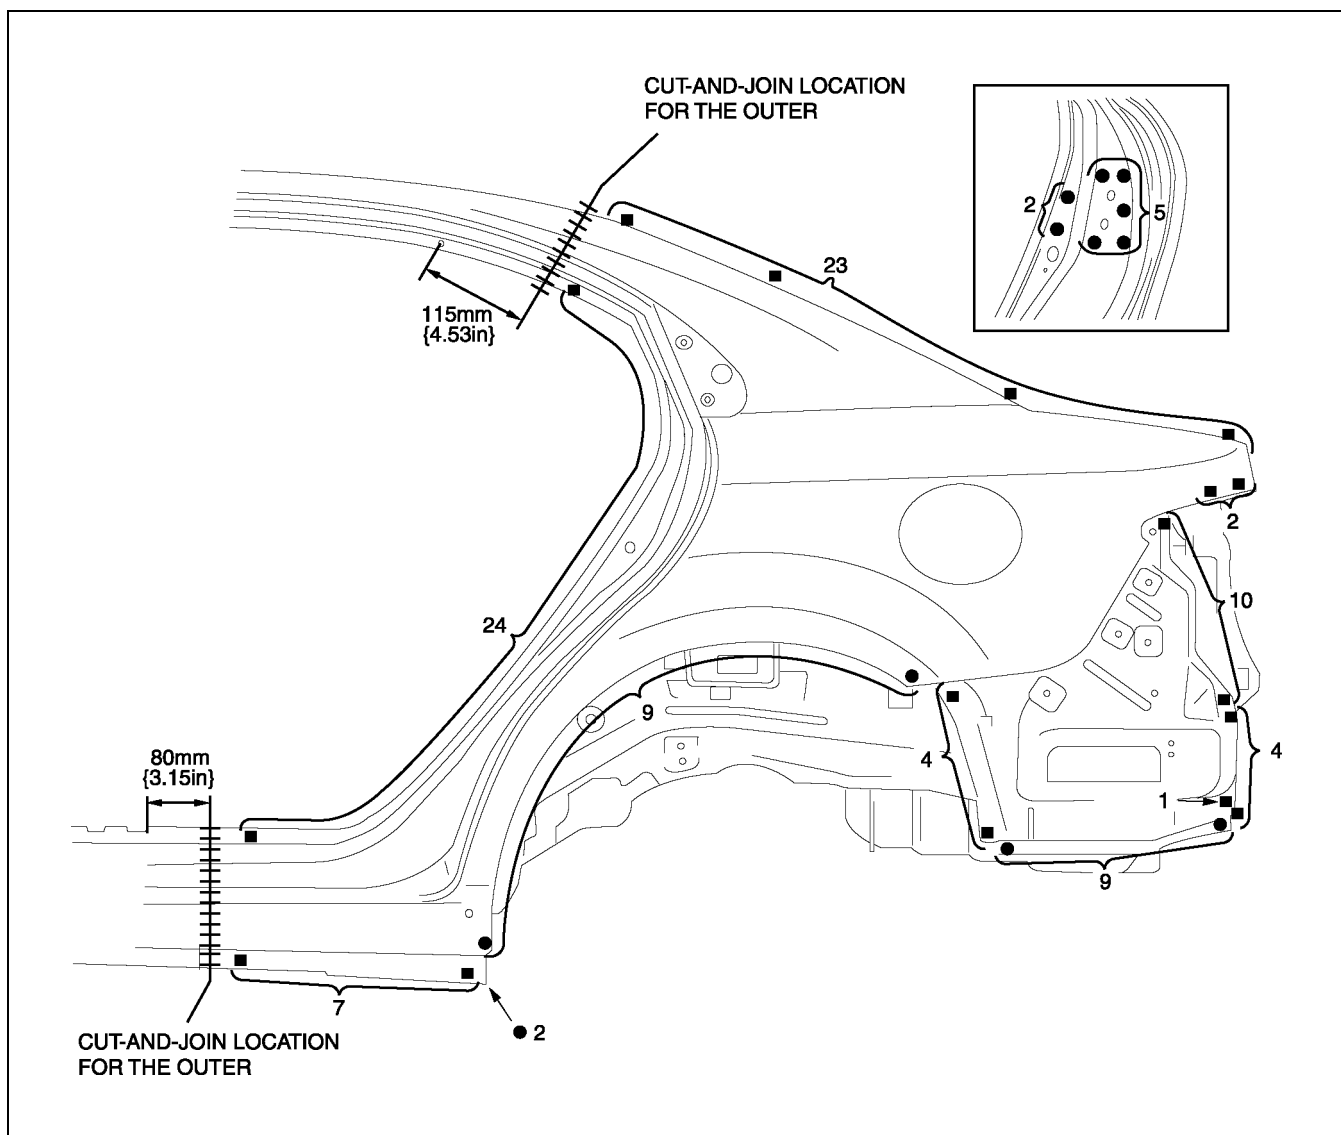 CUT-AND-JOIN LOCATION
FOR THE OUTER
2
5
23
115mm
{4.53in}
2
10
24
9
4
4
80mm
{3.15in}
1
9
7
2
CUT-AND-JOIN LOCATION
FOR THE OUTER